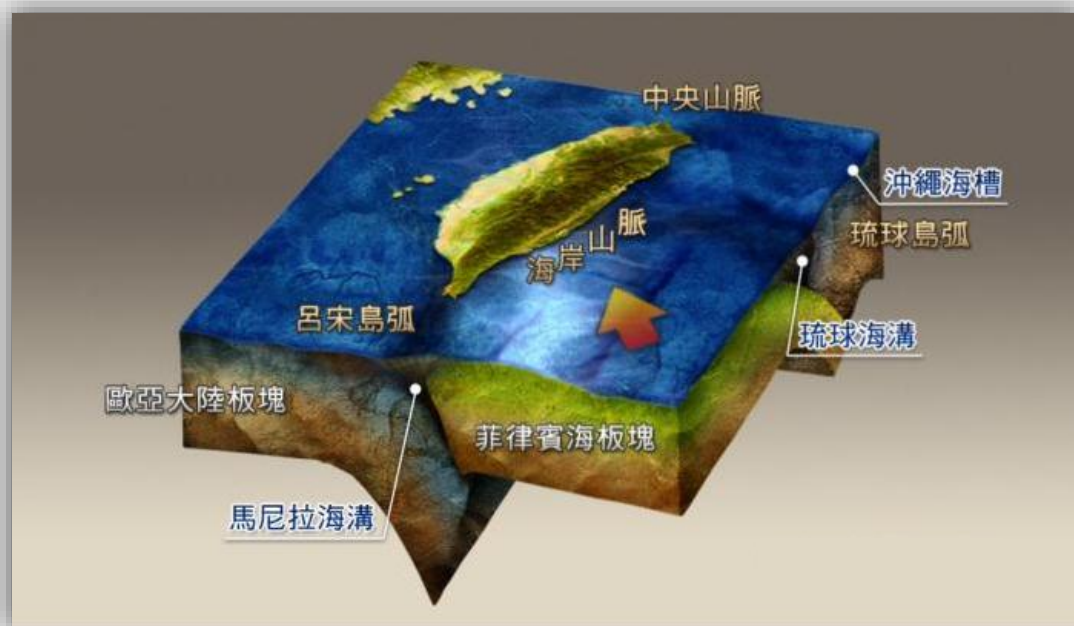 中央山脈
沖繩海槽
琉球島弧
海岸山脈
呂宋島弧
琉球海溝
歐亞大陸板塊
菲律賓海板塊
馬尼拉海溝